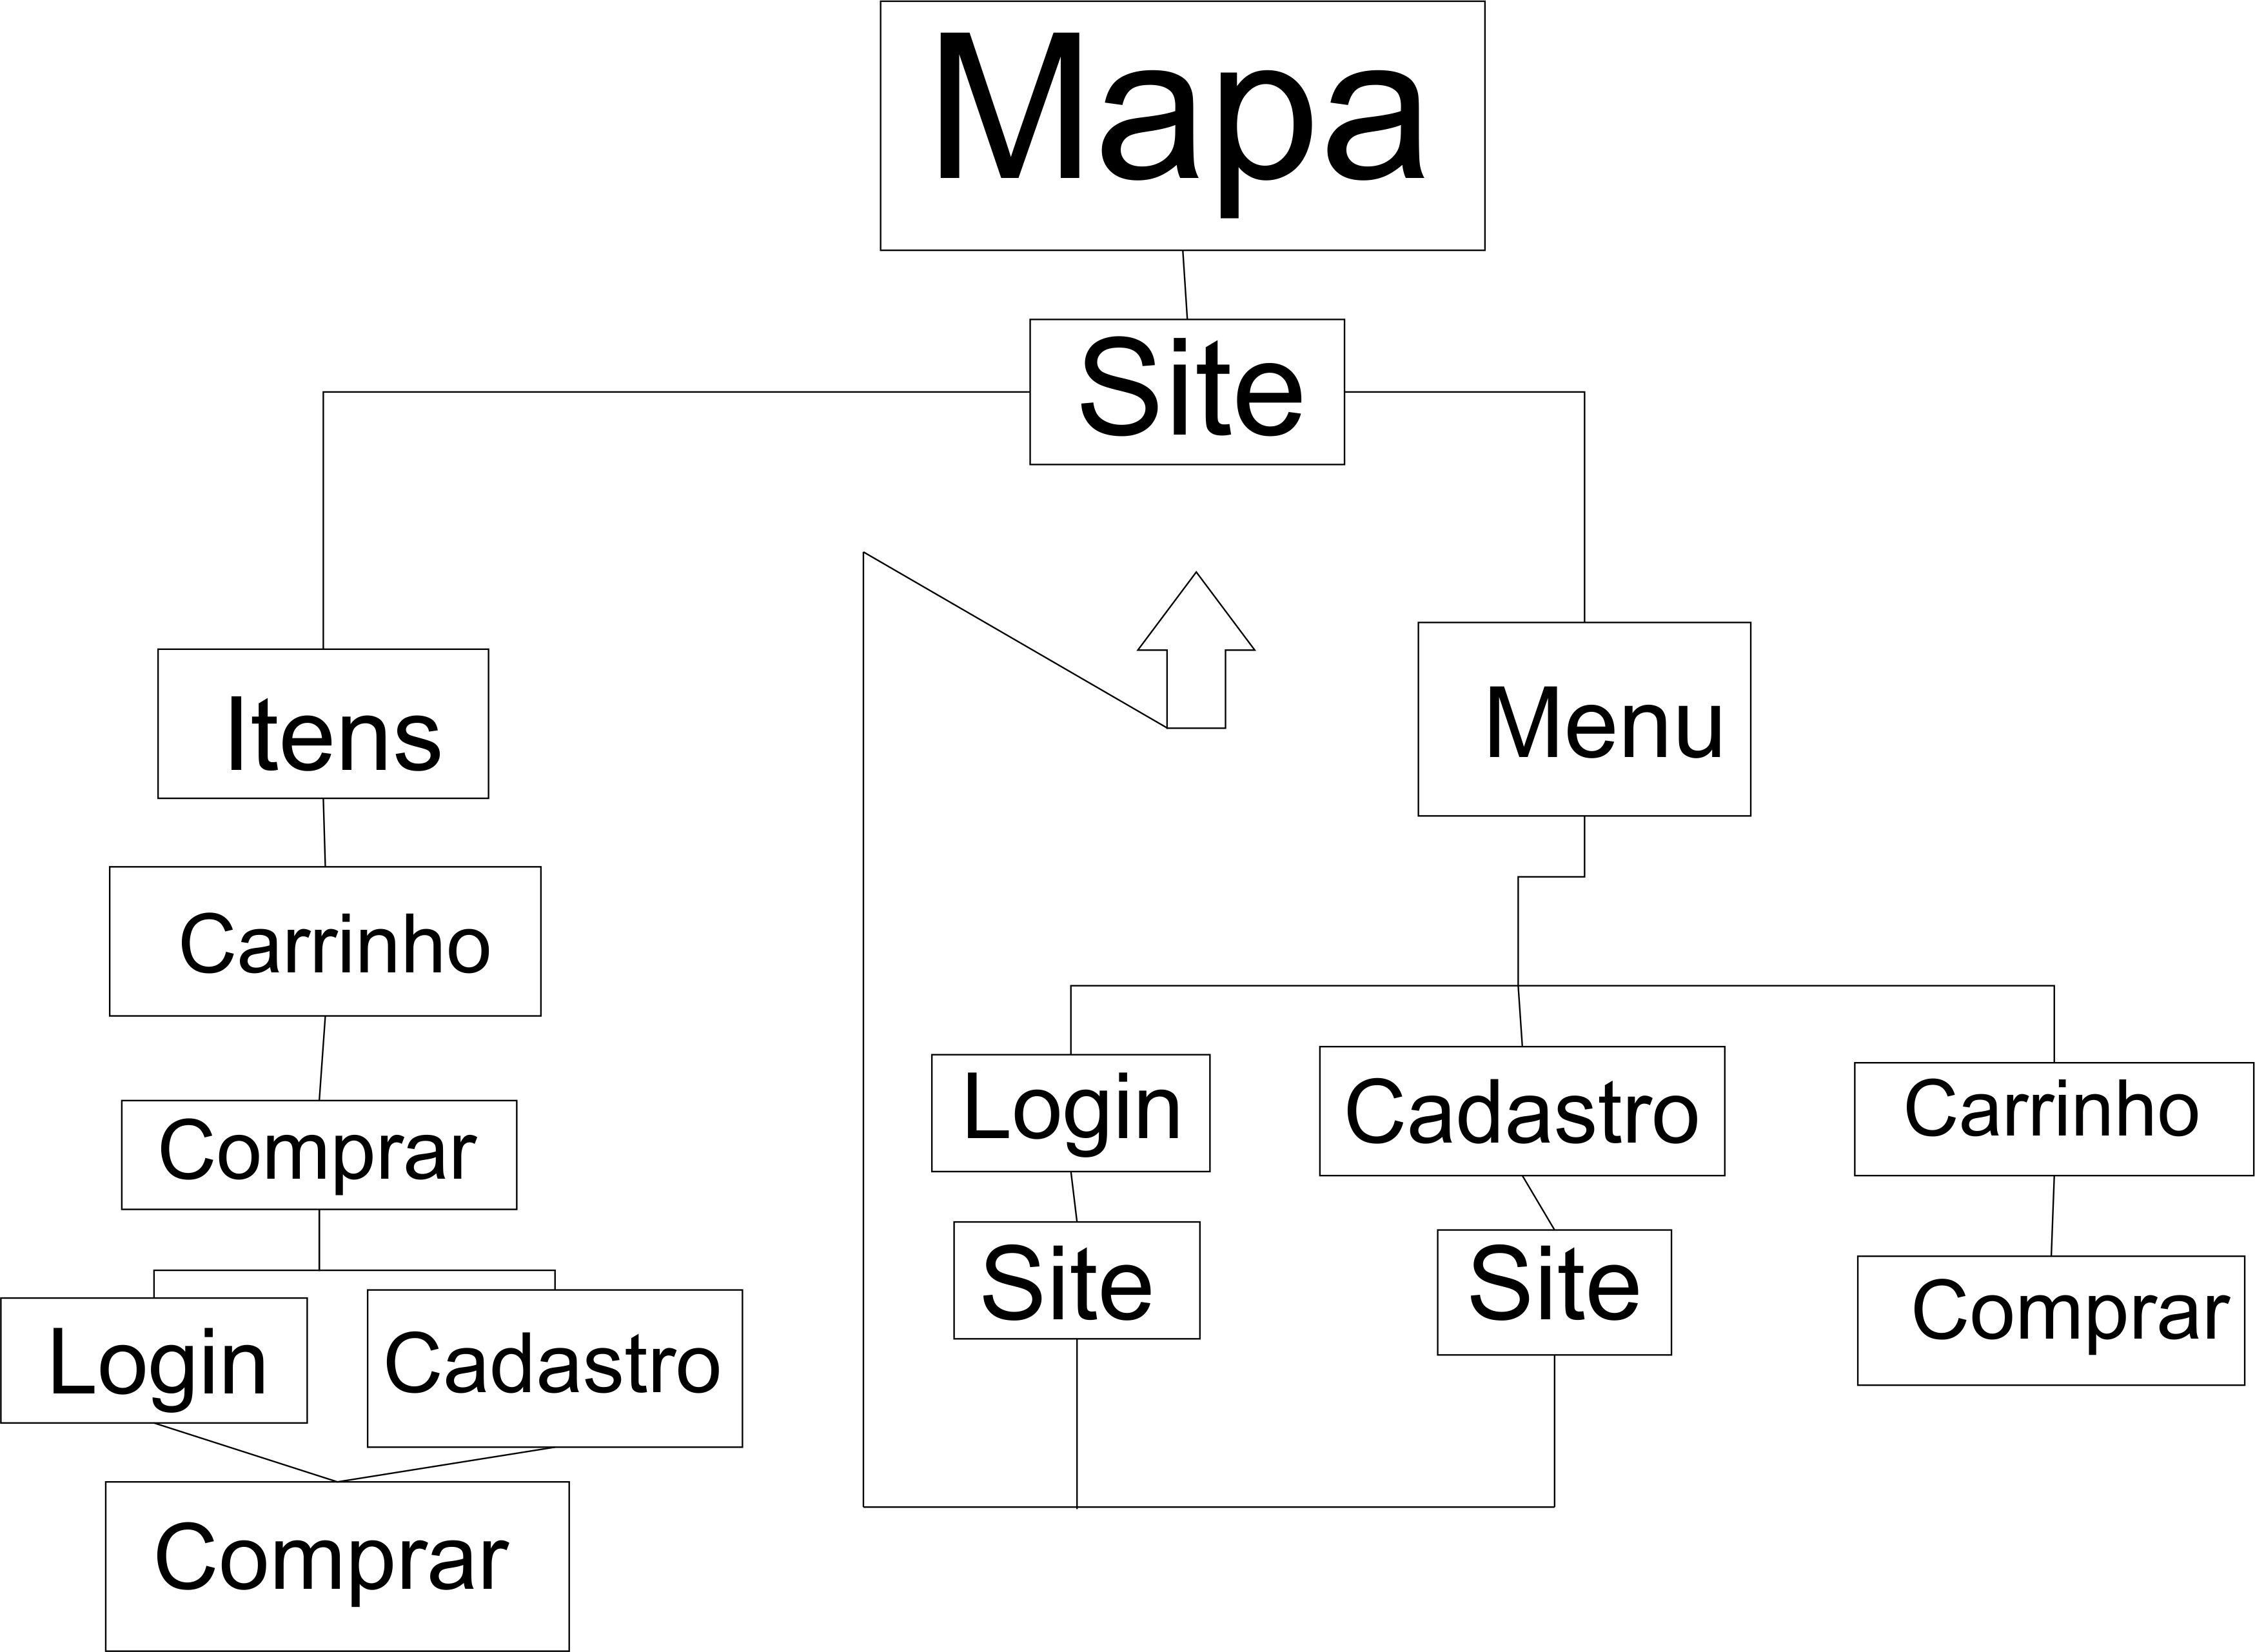 Mapa
Site
Itens
Menu
Carrinho
Comprar
Login
Cadastro
Comprar
Login
Cadastro
Carrinho
Site
Site
Comprar